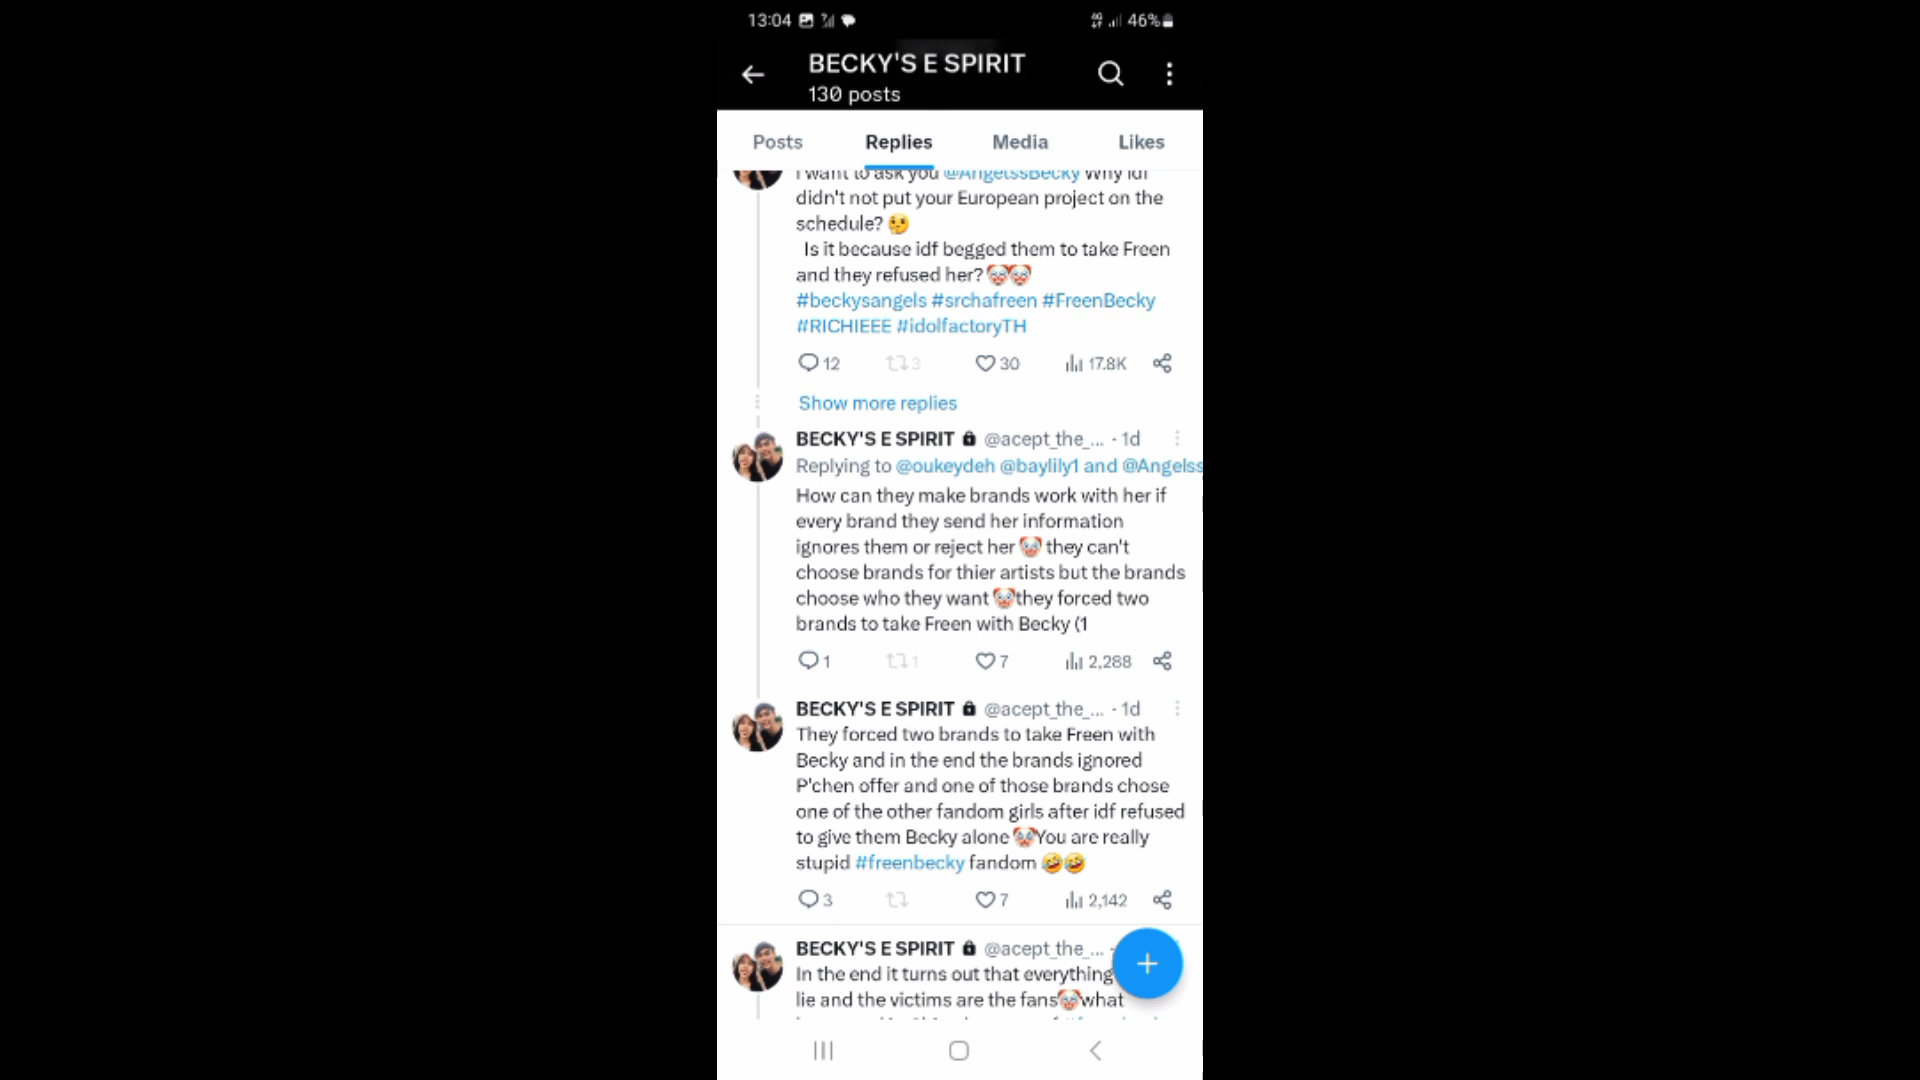 13:04 46%
BECKY'S E SPIRIT
130 posts
Posts Replies Media Likes
I want to ask you @AngelssBecky Why idf
didn't not put your European project on the
schedule? 🤔
Is it because idf begged them to take Freen
and they refused her? 🤡🤡
#beckysangels #srchafreen #FreenBecky
#RICHIEEE #idolfactoryTH
12 3 30 17.8K
Show more replies
BECKY'S E SPIRIT 🔒 @acept_the_... · 1d
Replying to @oukeydeh @baylily1 and @Angelss
How can they make brands work with her if
every brand they send her information
ignores them or reject her 🤡 they can't
choose brands for thier artists but the brands
choose who they want 🤡they forced two
brands to take Freen with Becky (1
1 1 7 2,288
BECKY'S E SPIRIT 🔒 @acept_the_... · 1d
They forced two brands to take Freen with
Becky and in the end the brands ignored
P'chen offer and one of those brands chose
one of the other fandom girls after idf refused
to give them Becky alone 🤡You are really
stupid #freenbecky fandom 🤣🤣
3 7 2,142
BECKY'S E SPIRIT 🔒 @acept_the_... ·
In the end it turns out that everything
lie and the victims are the fans🤡what